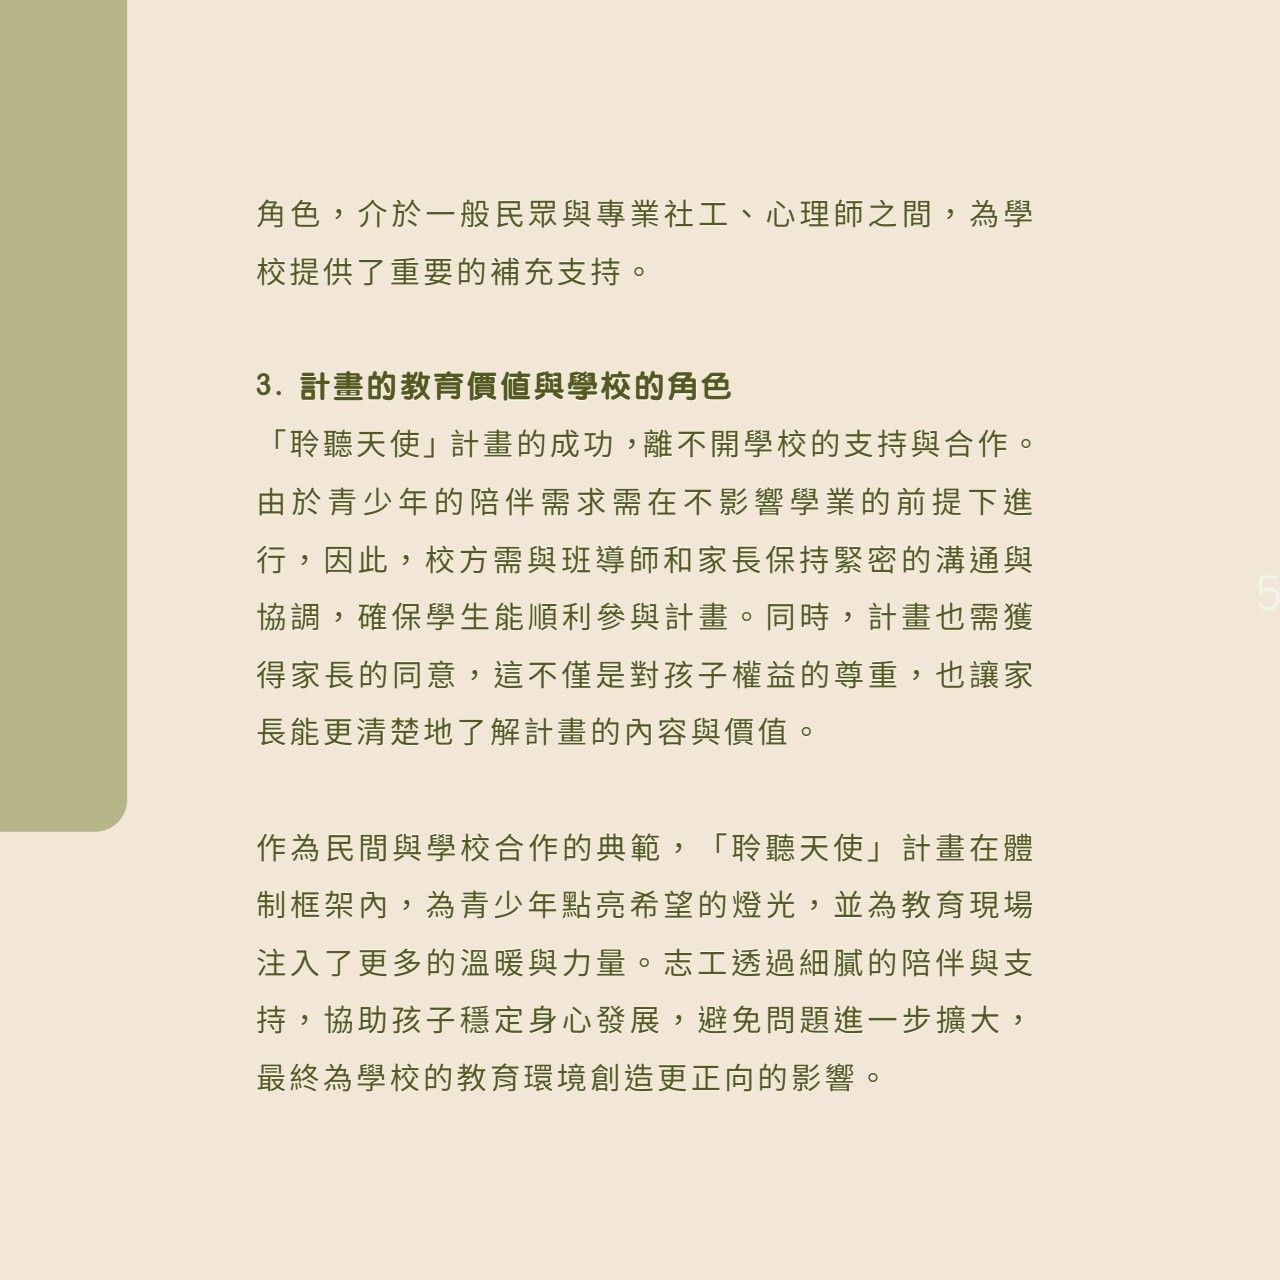 角色，介於一般民眾與專業社工、心理師之間，為學
校提供了重要的補充支持。
3. 計畫的教育價值與學校的角色
「聆聽天使」計畫的成功，離不開學校的支持與合作。
由於青少年的陪伴需求需在不影響學業的前提下進
行，因此，校方需與班導師和家長保持緊密的溝通與
協調，確保學生能順利參與計畫。同時，計畫也需獲
得家長的同意，這不僅是對孩子權益的尊重，也讓家
長能更清楚地了解計畫的內容與價值。
作為民間與學校合作的典範，「聆聽天使」計畫在體
制框架內，為青少年點亮希望的燈光，並為教育現場
注入了更多的溫暖與力量。志工透過細膩的陪伴與支
持，協助孩子穩定身心發展，避免問題進一步擴大，
最終為學校的教育環境創造更正向的影響。
5